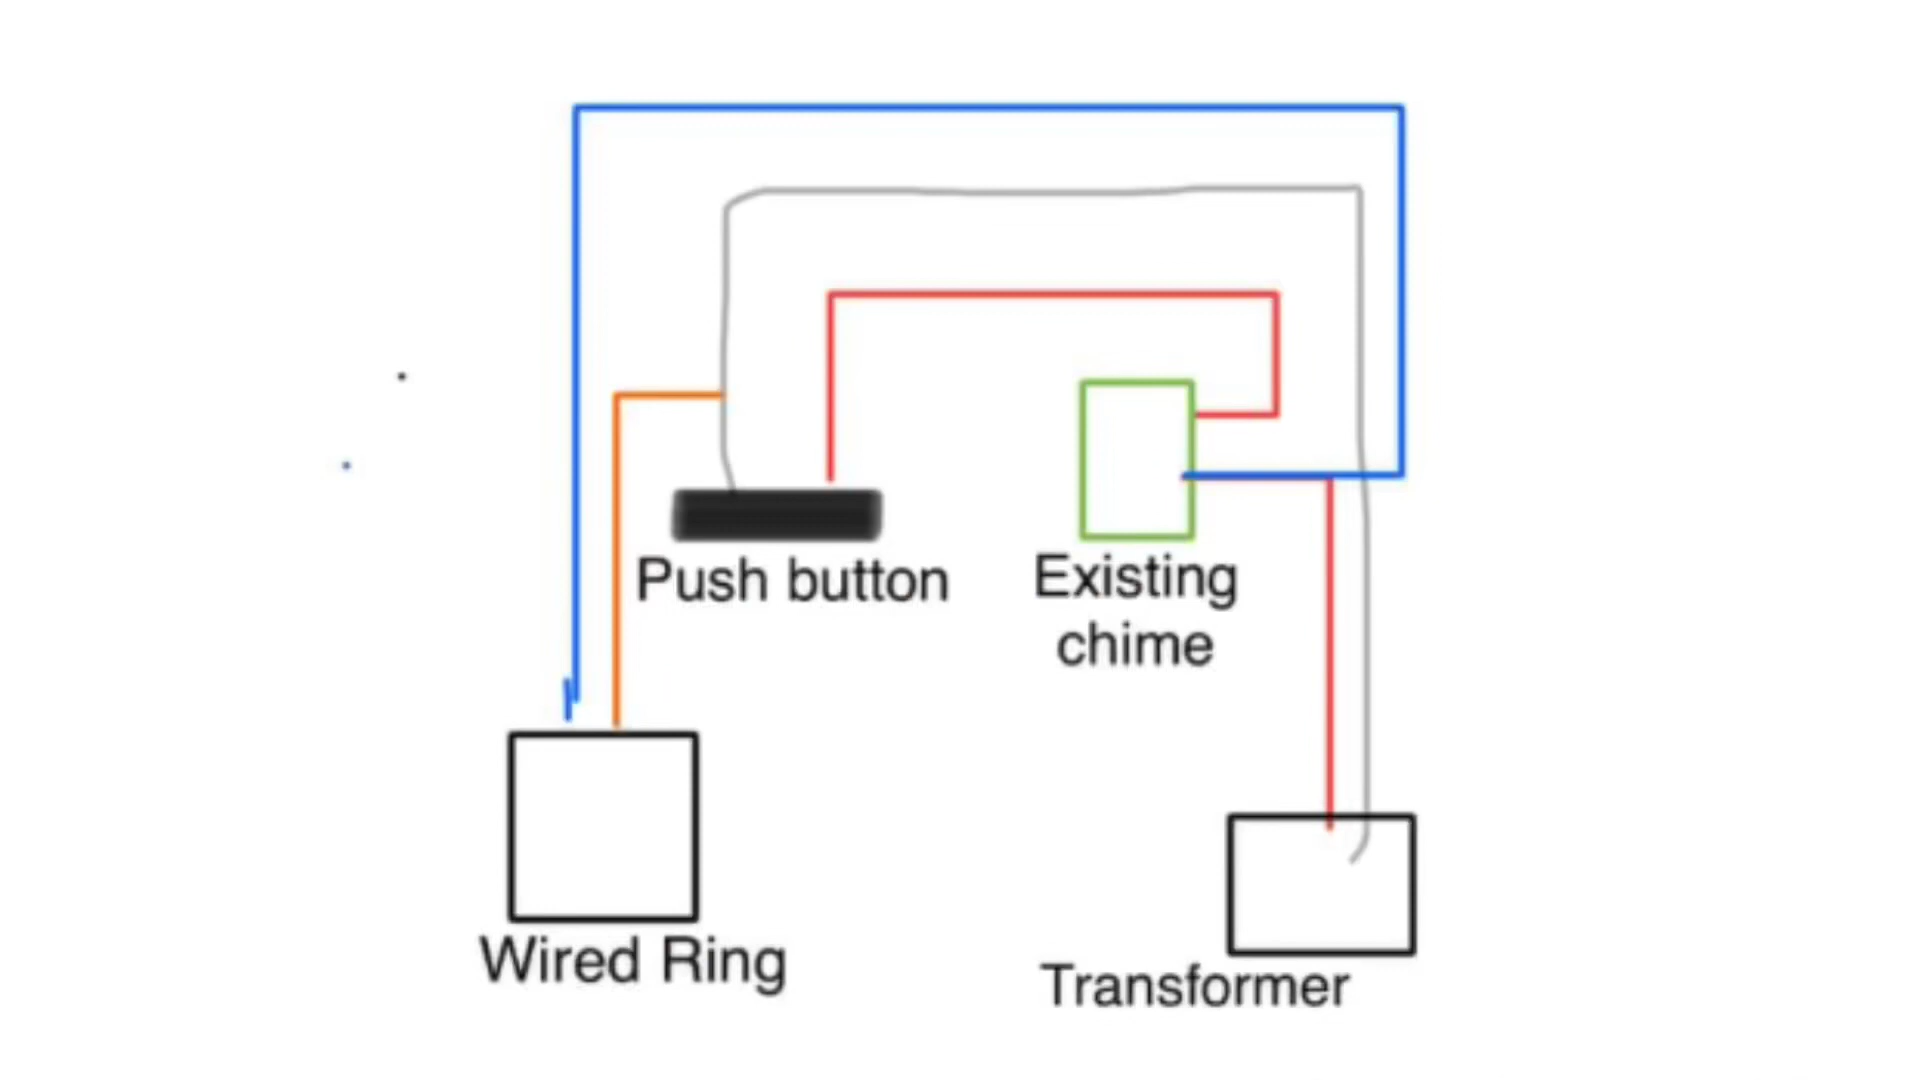 Push button
Existing
chime
Wired Ring
Transformer